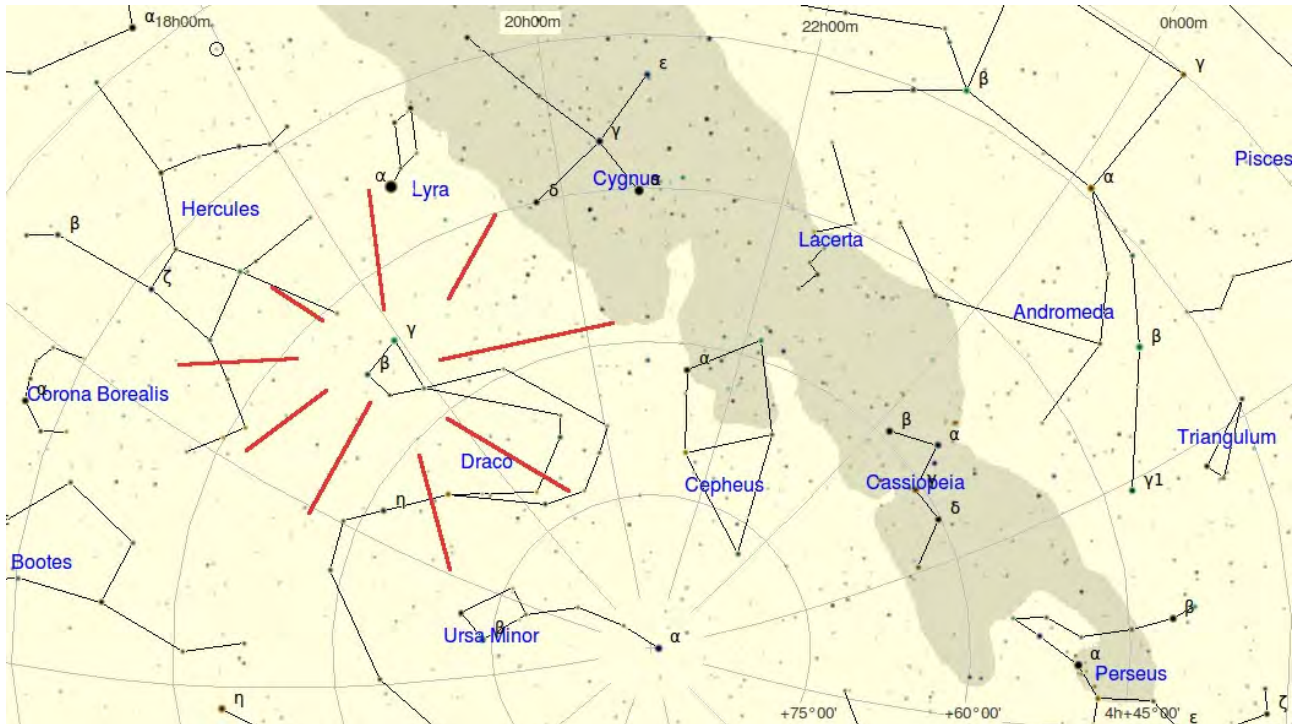 α
18h00m
20h00m
22h00m
0h00m
ε
β
γ
γ
α
Lyra
δ
Cygnus
α
α
Pisces
β
Hercules
ζ
Lacerta
Andromeda
γ
β
β
α
α
Corona Borealis
β
α
Triangulum
Draco
Cepheus
Cassiopeia
γ
γ1
η
δ
Bootes
β
Ursa Minor
α
β
α
Perseus
η
+75°00'
+60°00'
4h+45°00'
ε
ζ